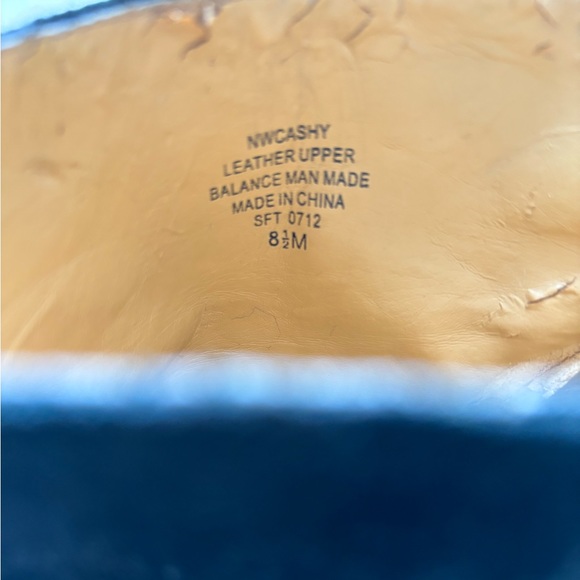 NWCASHY
LEATHER UPPER
BALANCE MAN MADE
MADE IN CHINA
SFT 0712
8½M